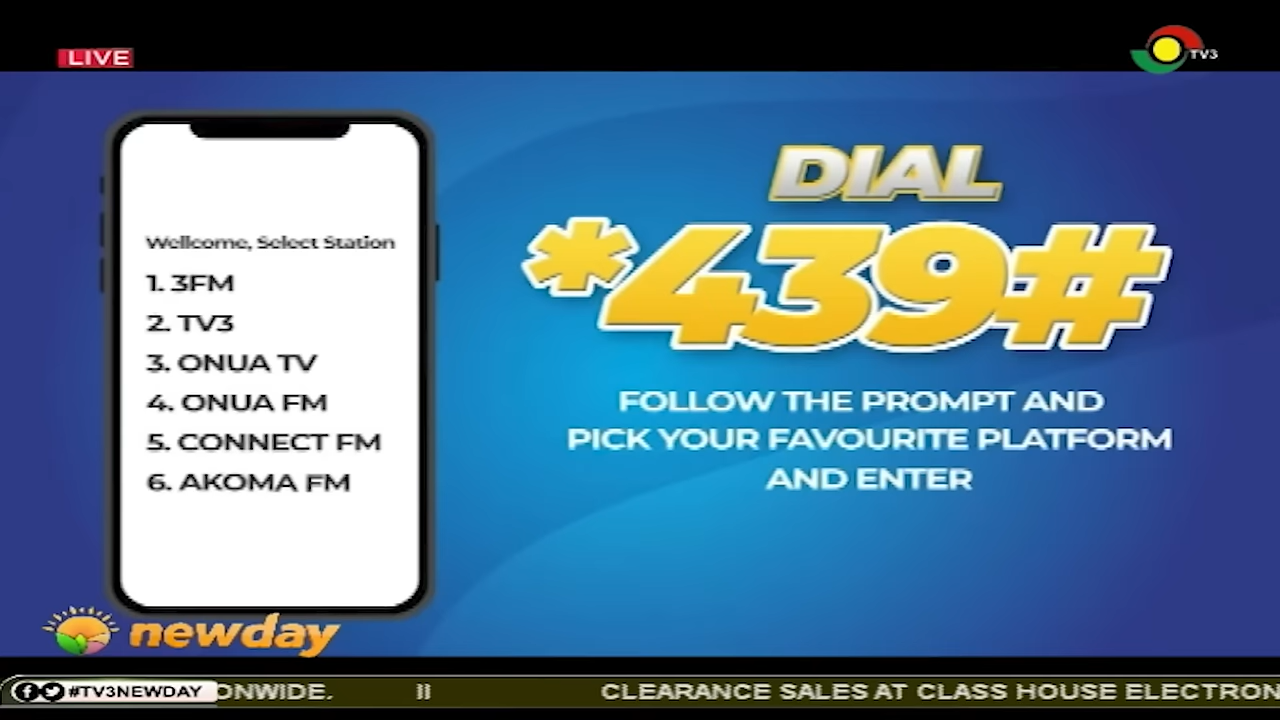 LIVE
TV3
DIAL
*439#
Wellcome, Select Station
1. 3FM
2. TV3
3. ONUA TV
4. ONUA FM
5. CONNECT FM
6. AKOMA FM
FOLLOW THE PROMPT AND
PICK YOUR FAVOURITE PLATFORM
AND ENTER
newday
#TV3NEWDAY
ONWIDE. CLEARANCE SALES AT CLASS HOUSE ELECTRON